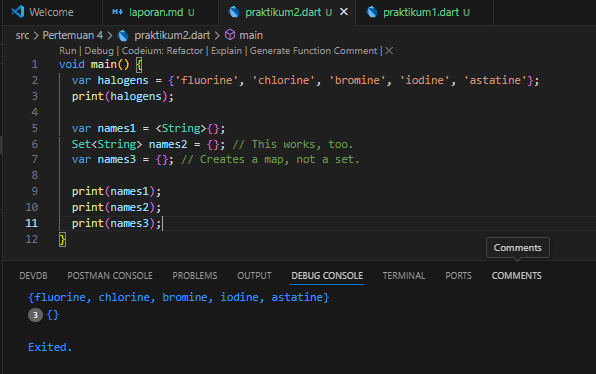 Welcome laporan.md U praktikum2.dart U praktikum1.dart U
src > Pertemuan 4 > praktikum2.dart > main
Run | Debug | Codeium: Refactor | Explain | Generate Function Comment | X
1 void main() {
2 var halogens = {'fluorine', 'chlorine', 'bromine', 'iodine', 'astatine'};
3 print(halogens);
4
5 var names1 = <String>{};
6 Set<String> names2 = {}; // This works, too.
7 var names3 = {}; // Creates a map, not a set.
8
9 print(names1);
10 print(names2);
11 print(names3);
12 }
Comments
DEVDB POSTMAN CONSOLE PROBLEMS OUTPUT DEBUG CONSOLE TERMINAL PORTS COMMENTS
{fluorine, chlorine, bromine, iodine, astatine}
3 {}
Exited.